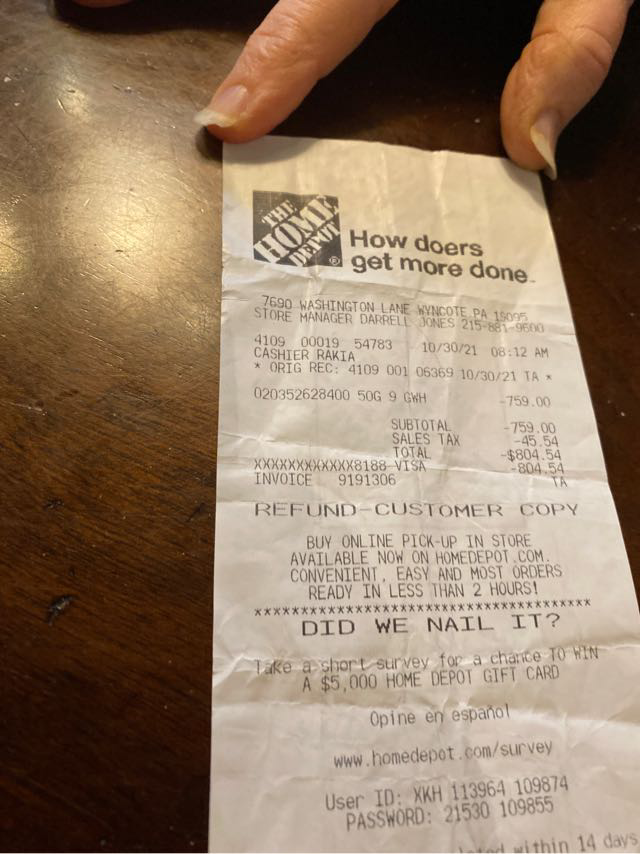 THE
HOME
DEPOT®
How doers
get more done.
7690 WASHINGTON LANE WYNCOTE PA 19095
STORE MANAGER DARRELL JONES 215-881-9600
4109 00019 54783 10/30/21 08:12 AM
CASHIER RAKIA
* ORIG REC: 4109 001 06369 10/30/21 TA *
020352628400 50G 9 GWH -759.00
SUBTOTAL -759.00
SALES TAX -45.54
TOTAL -$804.54
XXXXXXXXXXXX8188 VISA -804.54
INVOICE 9191306 TA
REFUND-CUSTOMER COPY
BUY ONLINE PICK-UP IN STORE
AVAILABLE NOW ON HOMEDEPOT.COM.
CONVENIENT, EASY AND MOST ORDERS
READY IN LESS THAN 2 HOURS!
****************************************
DID WE NAIL IT?
Take a short survey for a chance TO WIN
A $5,000 HOME DEPOT GIFT CARD
Opine en español
www.homedepot.com/survey
User ID: XKH 113964 109874
PASSWORD: 21530 109855
within 14 days